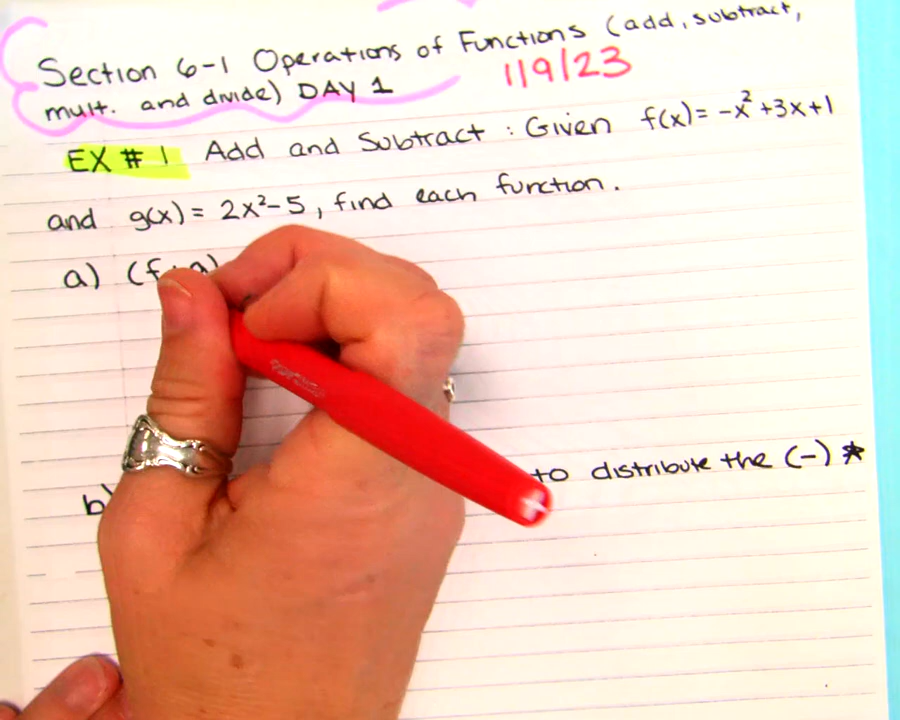 Section 6-1 Operations of Functions (add, subtract,
mult. and divide) DAY 1 1/9/23
EX # 1 Add and Subtract : Given f(x) = -x² + 3x + 1
and g(x) = 2x² - 5, find each function.
a) (f + g)
b) to distribute the (-) *